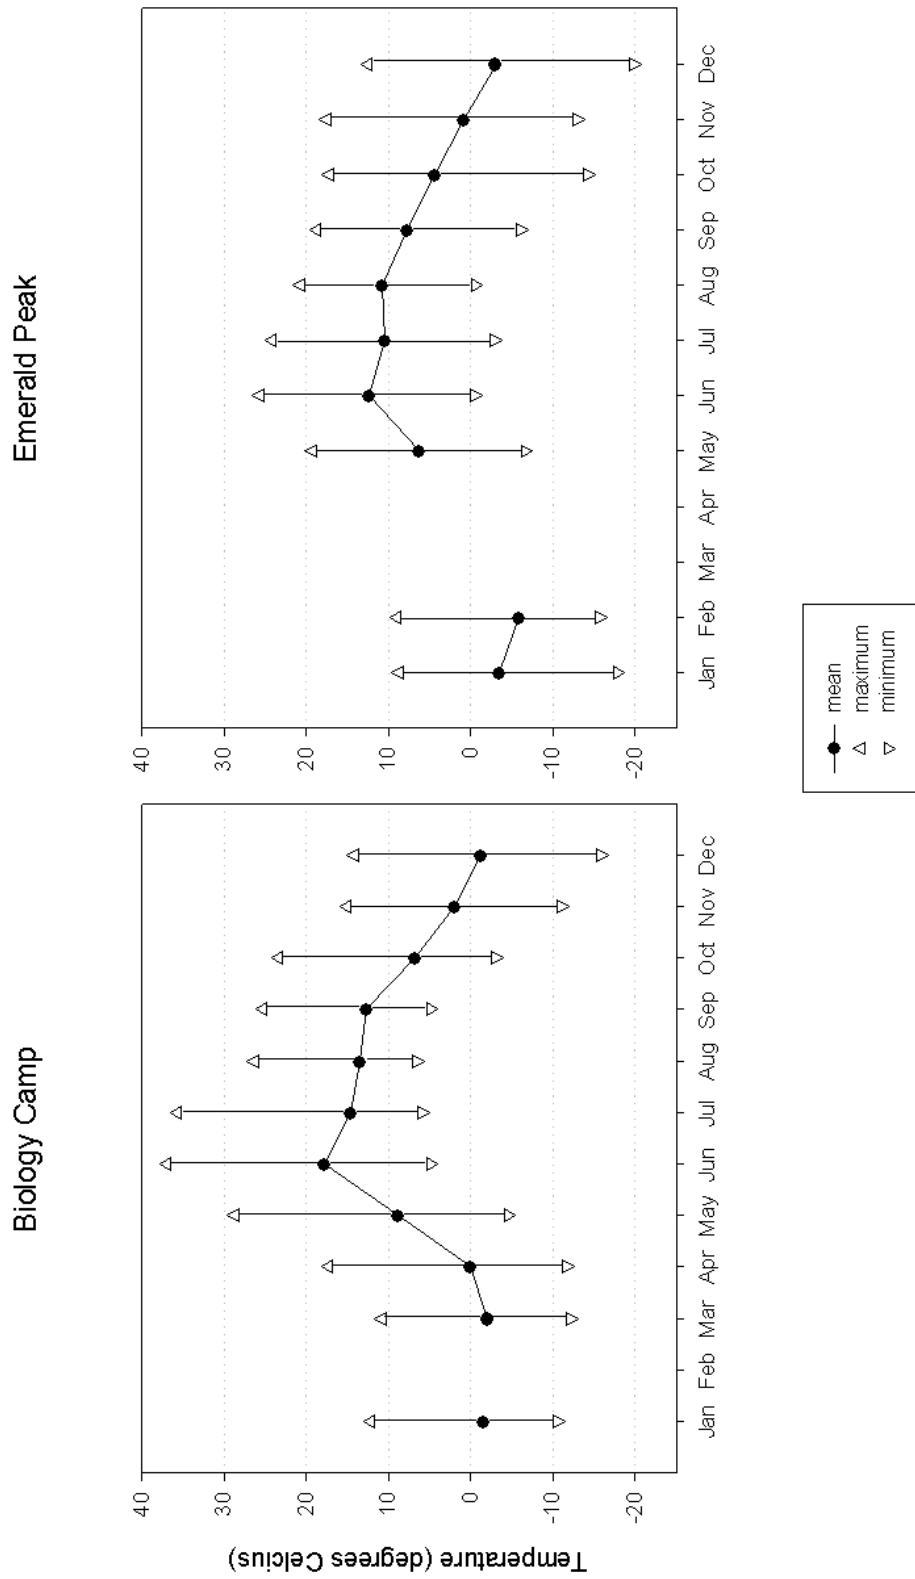 Biology Camp
Emerald Peak
Temperature (degrees Celcius)
40
30
20
10
0
-10
-20
Jan Feb Mar Apr May Jun Jul Aug Sep Oct Nov Dec
40
30
20
10
0
-10
-20
Jan Feb Mar Apr May Jun Jul Aug Sep Oct Nov Dec
mean
maximum
minimum